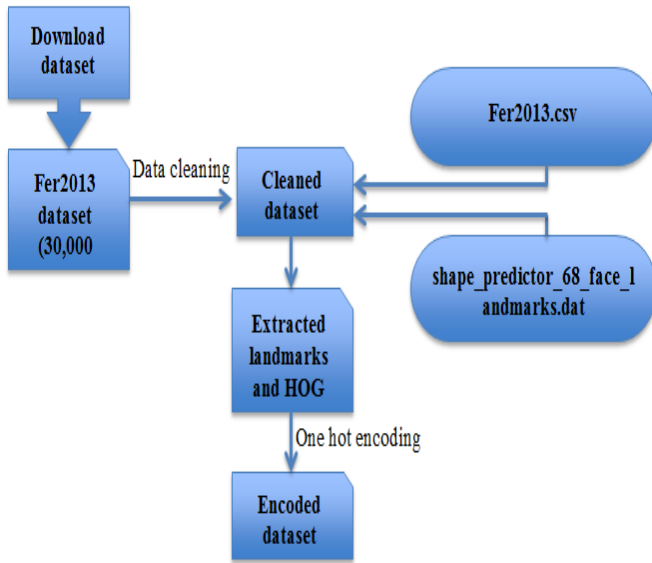 Download
dataset
Fer2013
dataset
(30,000
Data cleaning
Cleaned
dataset
Fer2013.csv
shape_predictor_68_face_l
andmarks.dat
Extracted
landmarks
and HOG
One hot encoding
Encoded
dataset